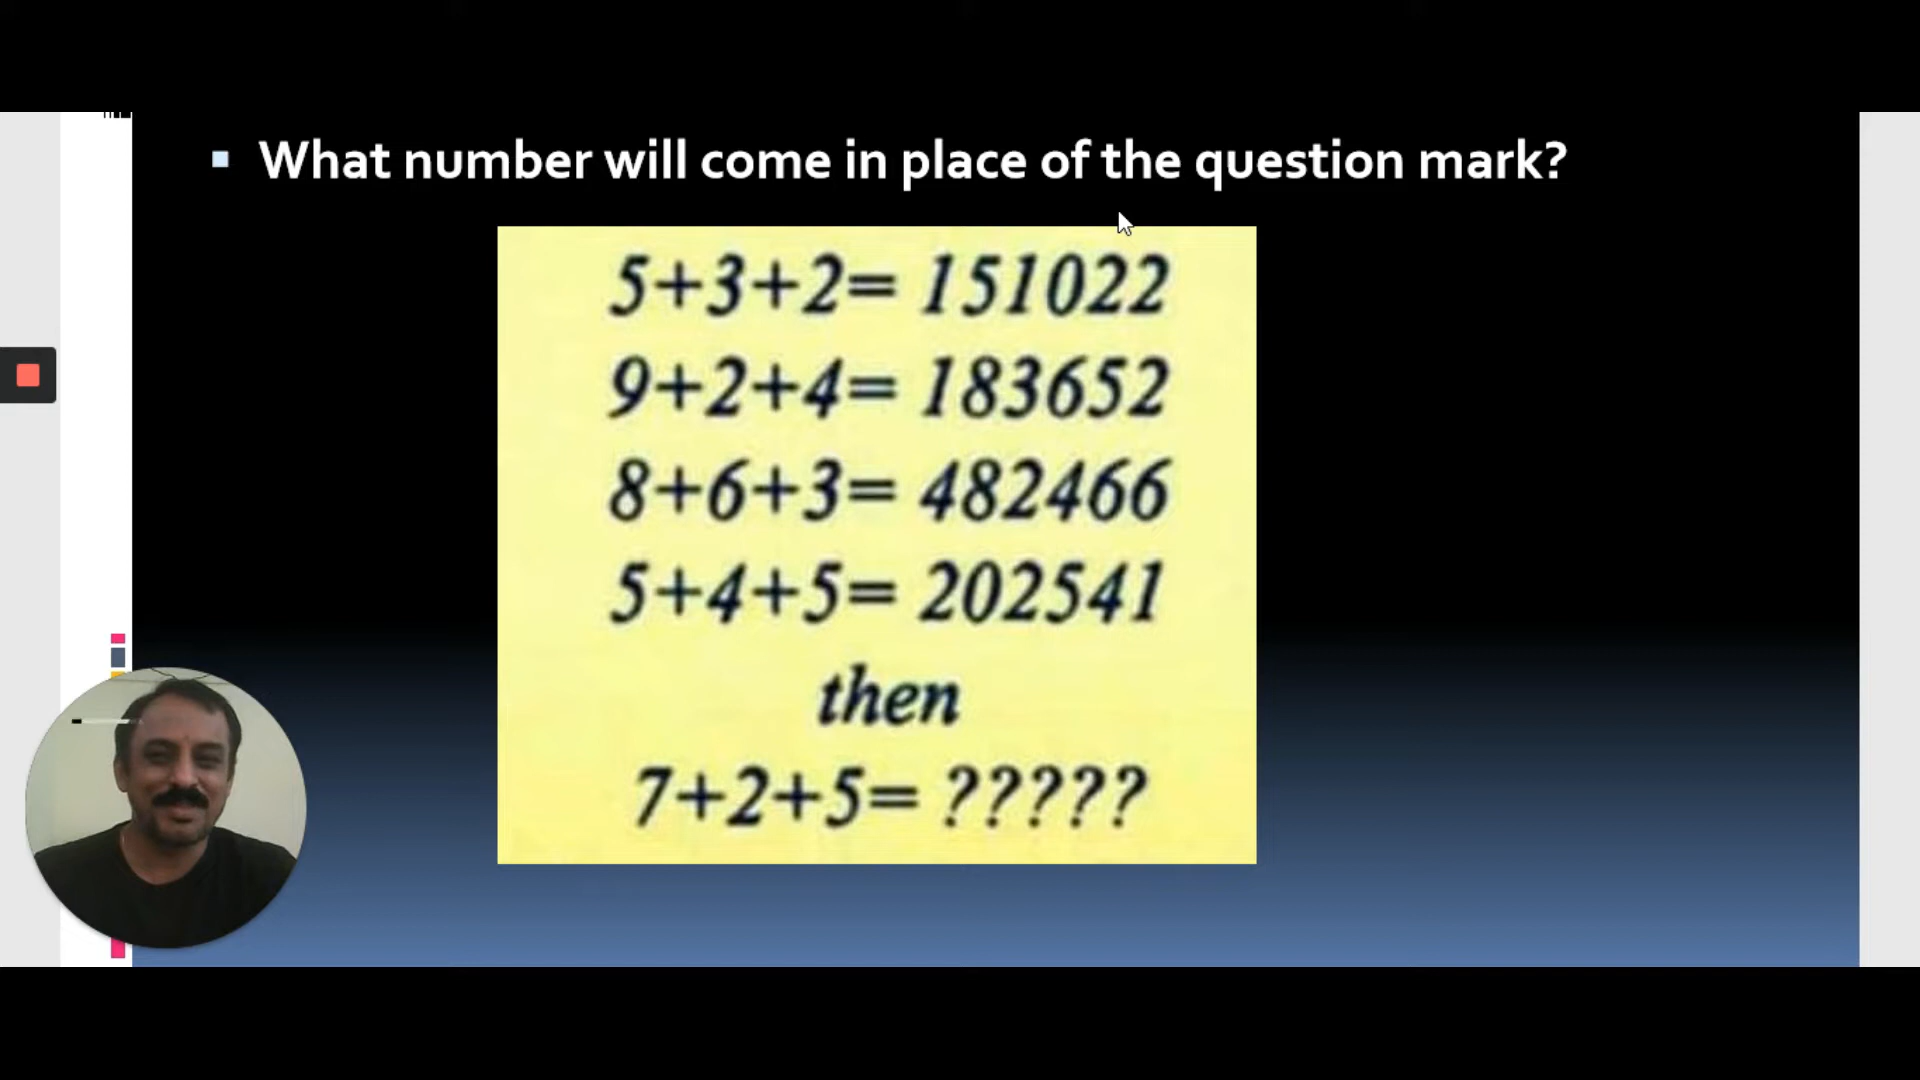 What number will come in place of the question mark?
5+3+2= 151022
9+2+4= 183652
8+6+3= 482466
5+4+5= 202541
then
7+2+5= ?????